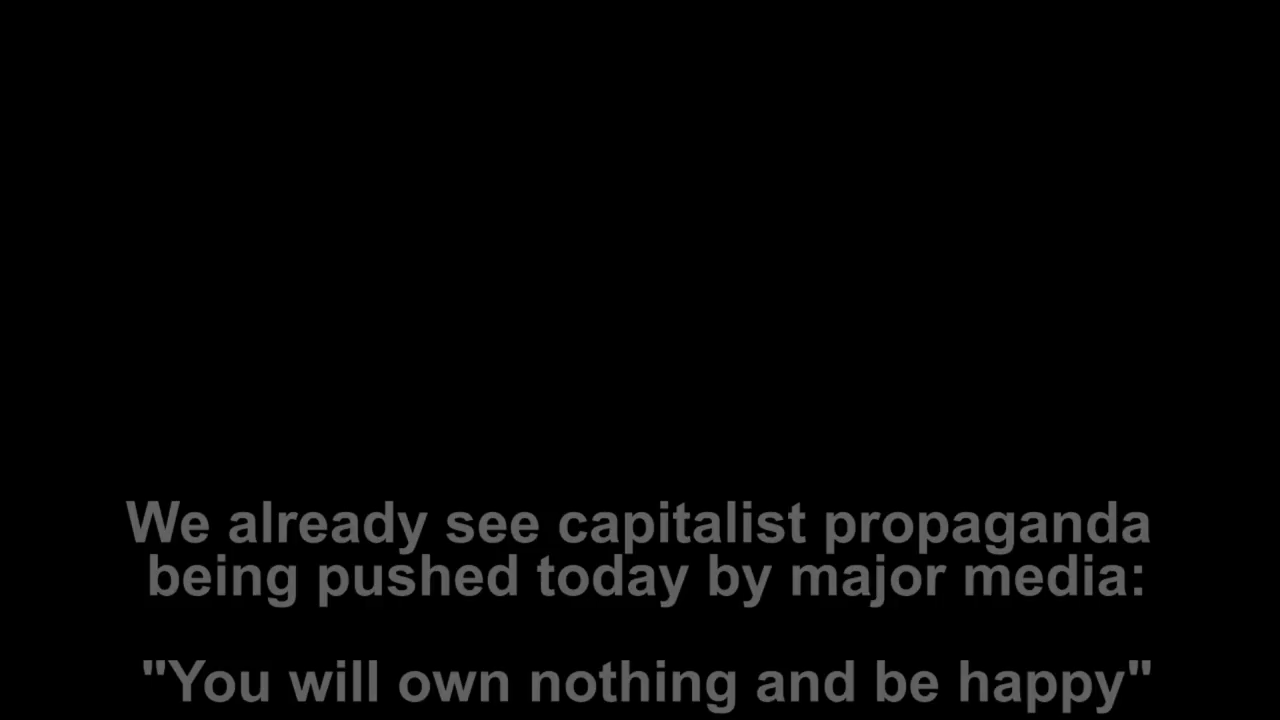 We already see capitalist propaganda
being pushed today by major media:
"You will own nothing and be happy"